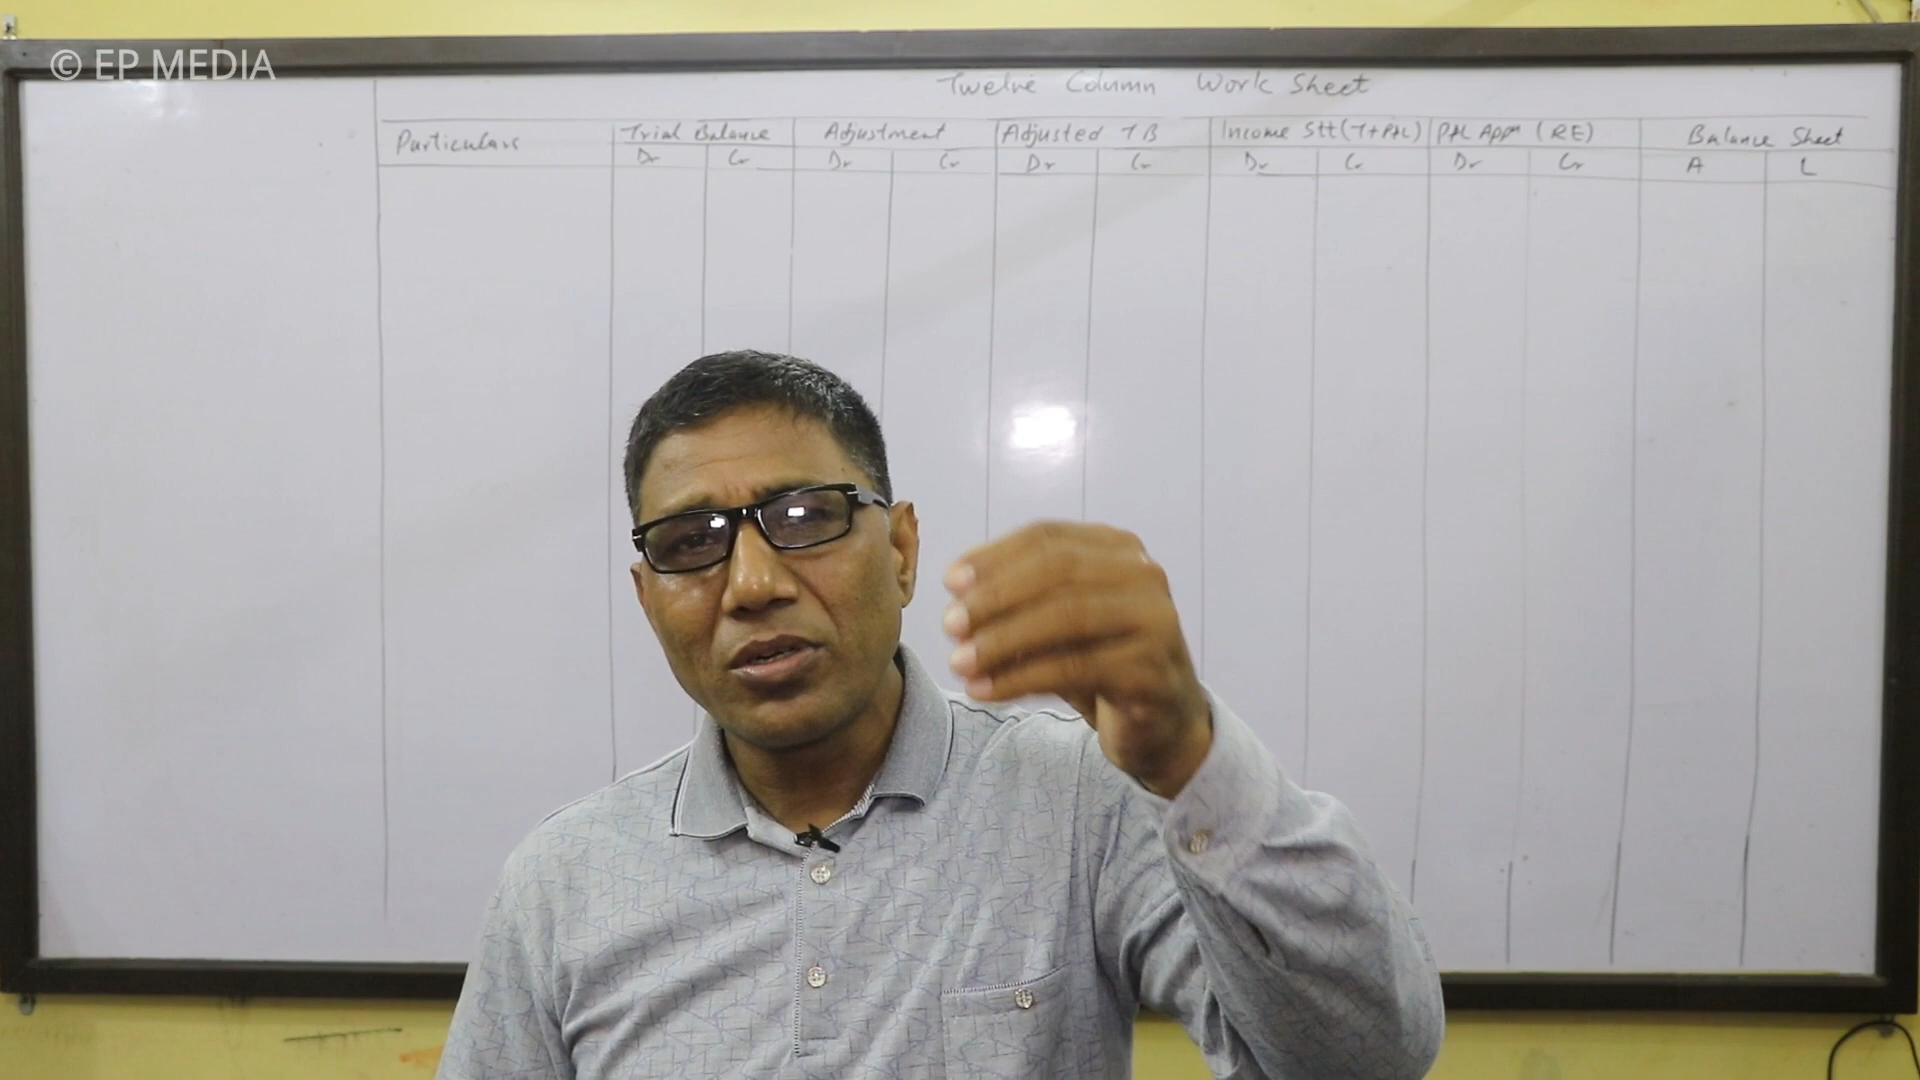 © EP MEDIA
Twelve Column Work Sheet
Particulars Trial Balance Adjustment Adjusted TB Income Stt (T+P/L) P/L App (RE) Balance Sheet
Dr Cr Dr Cr Dr Cr Dr Cr Dr Cr A L